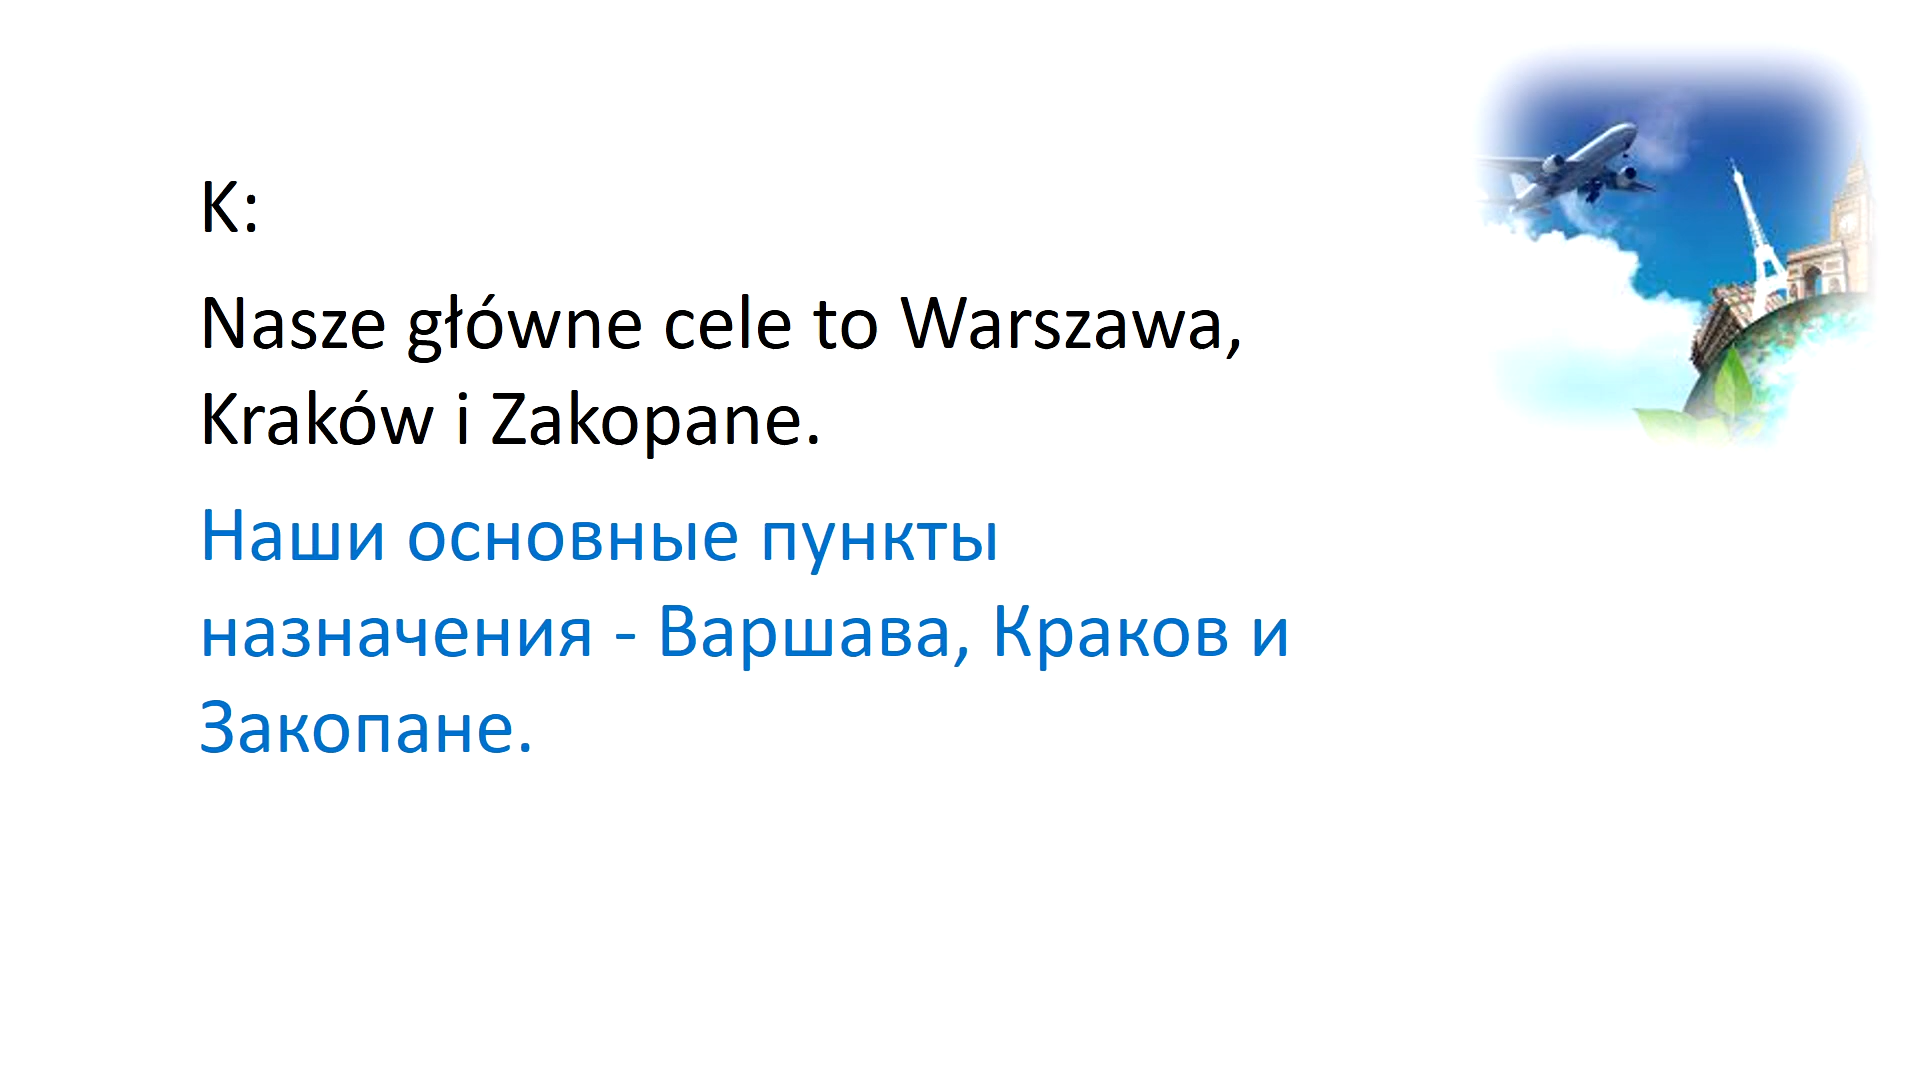 K:
Nasze główne cele to Warszawa,
Kraków i Zakopane.
Наши основные пункты
назначения - Варшава, Краков и
Закопане.